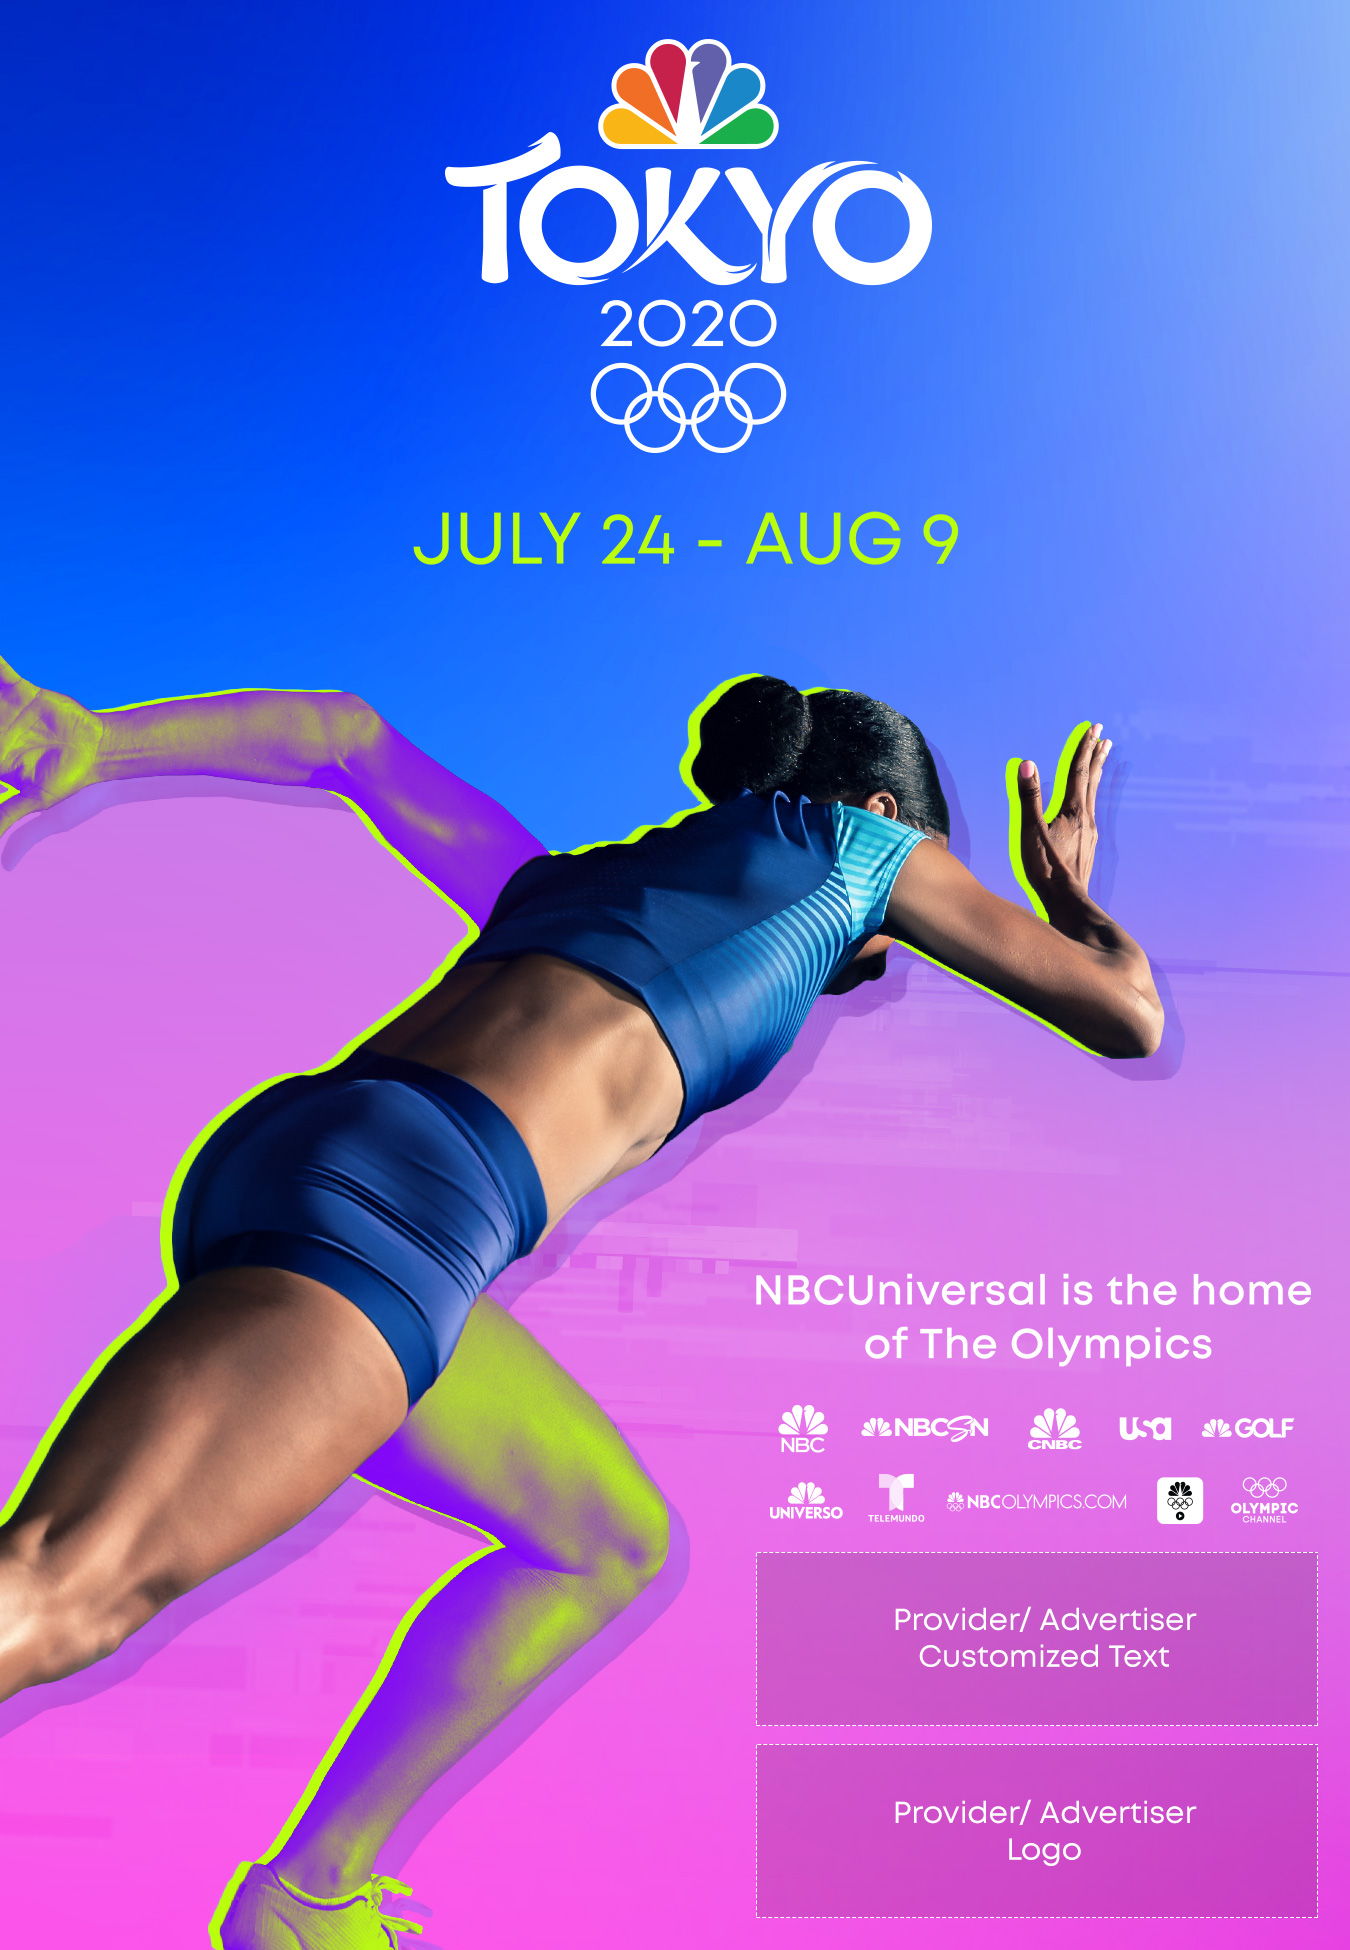 TOKYO
2020
JULY 24 - AUG 9
NBCUniversal is the home
of The Olympics
NBC NBCSN CNBC USA GOLF
UNIVERSO TELEMUNDO NBCOLYMPICS.COM OLYMPIC CHANNEL
Provider/ Advertiser
Customized Text
Provider/ Advertiser
Logo